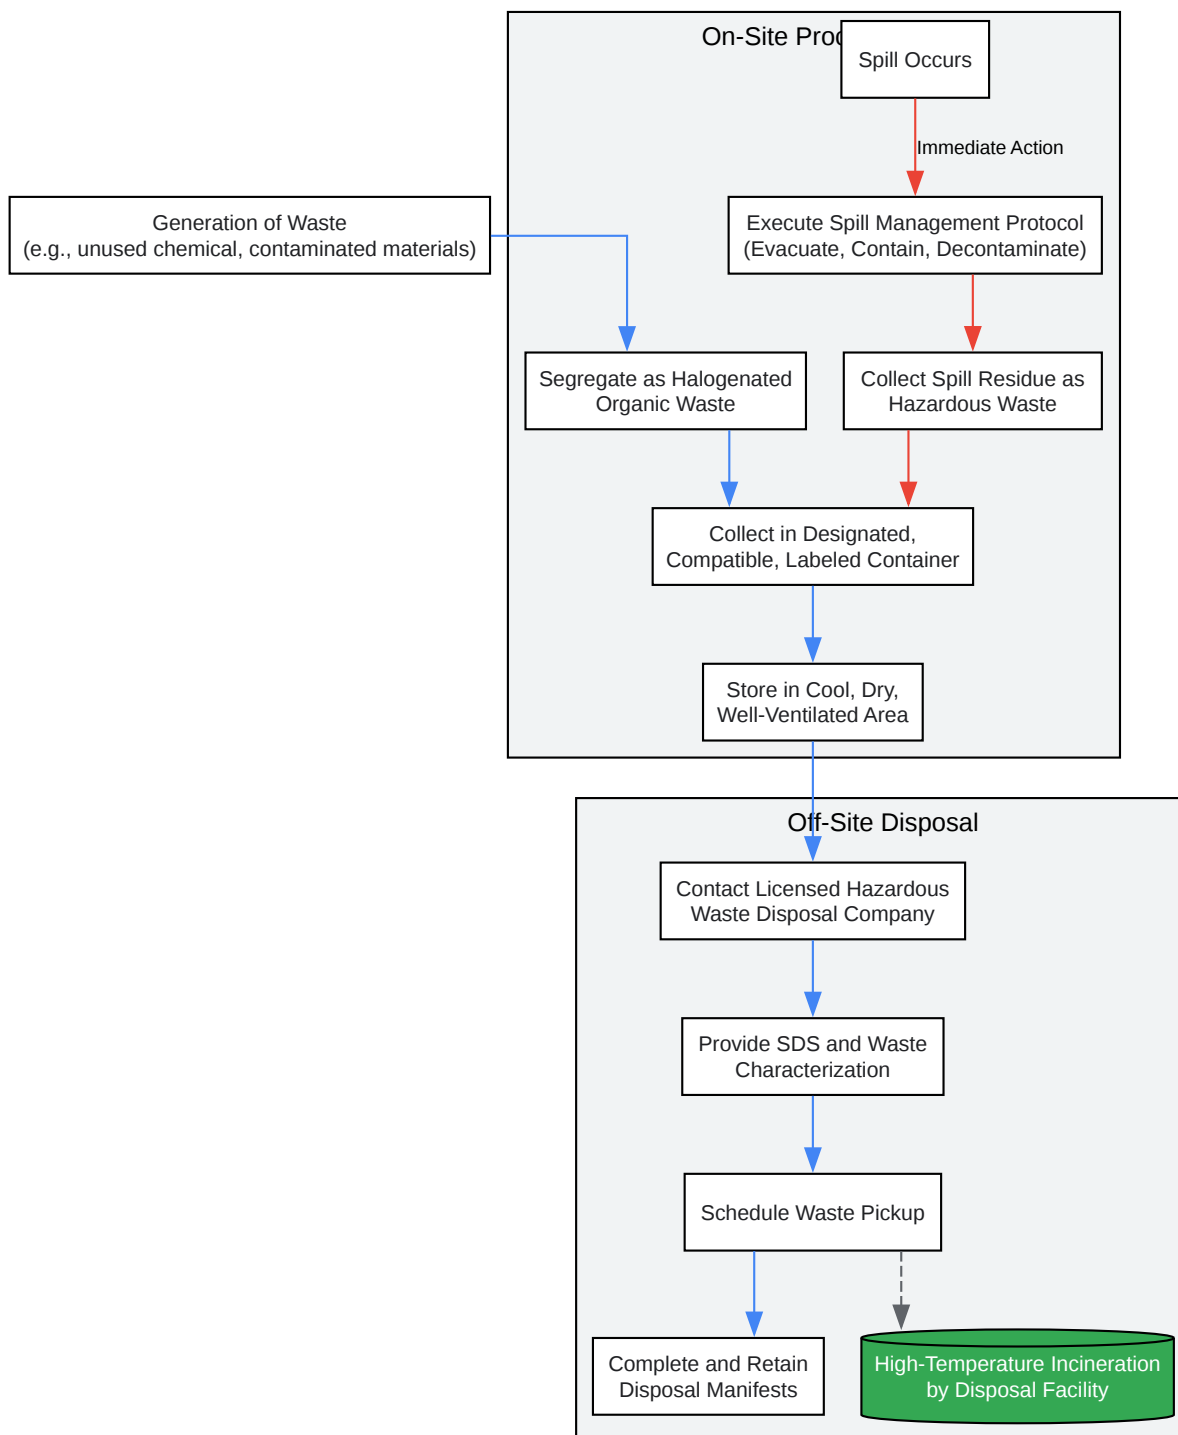 On-Site
Spill Occurs
Immediate Action
Generation of Waste
(e.g., unused chemical, contaminated materials)
Execute Spill Management Protocol
(Evacuate, Contain, Decontaminate)
Segregate as Halogenated
Organic Waste
Collect Spill Residue as
Hazardous Waste
Collect in Designated,
Compatible, Labeled Container
Store in Cool, Dry,
Well-Ventilated Area
Off-Site Disposal
Contact Licensed Hazardous
Waste Disposal Company
Provide SDS and Waste
Characterization
Schedule Waste Pickup
Complete and Retain
Disposal Manifests
High-Temperature Incineration
by Disposal Facility